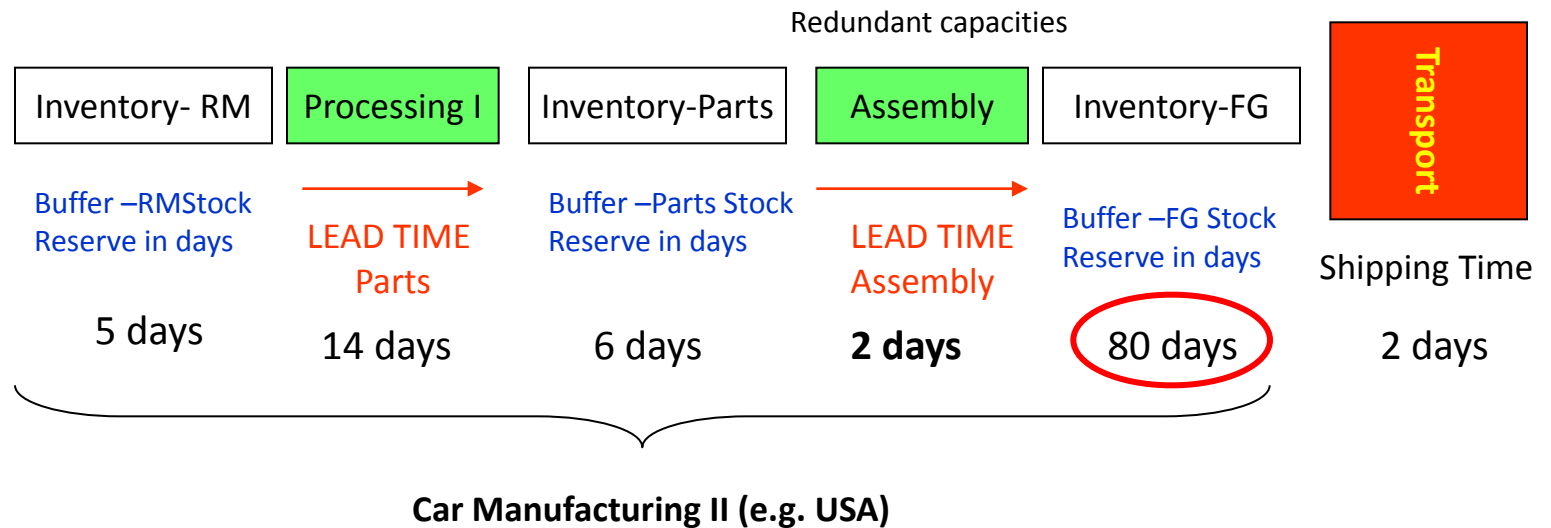 Redundant capacities
Inventory- RM
Processing I
Inventory-Parts
Assembly
Inventory-FG
Transport
Buffer –RMStock
Reserve in days
LEAD TIME
Parts
Buffer –Parts Stock
Reserve in days
LEAD TIME
Assembly
Buffer –FG Stock
Reserve in days
Shipping Time
5 days
14 days
6 days
2 days
80 days
2 days
Car Manufacturing II (e.g. USA)